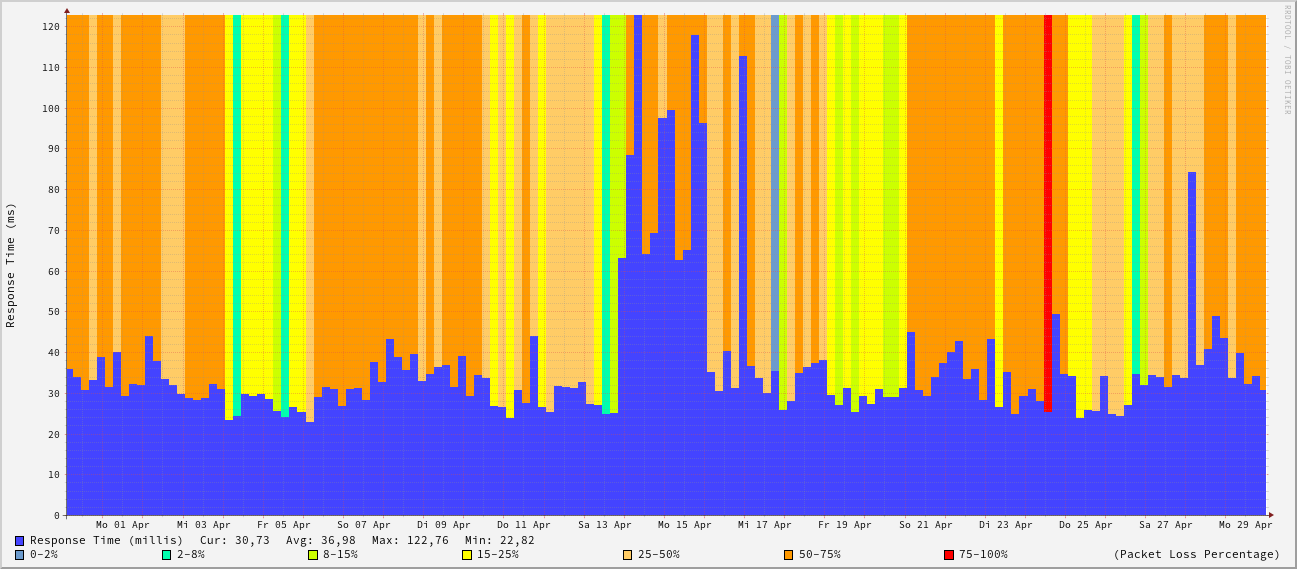 RRDTOOL / TOBI OETIKER
Response Time (ms)
120
110
100
90
80
70
60
50
40
30
20
10
0
Mo 01 Apr Mi 03 Apr Fr 05 Apr So 07 Apr Di 09 Apr Do 11 Apr Sa 13 Apr Mo 15 Apr Mi 17 Apr Fr 19 Apr So 21 Apr Di 23 Apr Do 25 Apr Sa 27 Apr Mo 29 Apr
Response Time (millis) Cur: 30,73 Avg: 36,98 Max: 122,76 Min: 22,82
0-2% 2-8% 8-15% 15-25% 25-50% 50-75% 75-100% (Packet Loss Percentage)